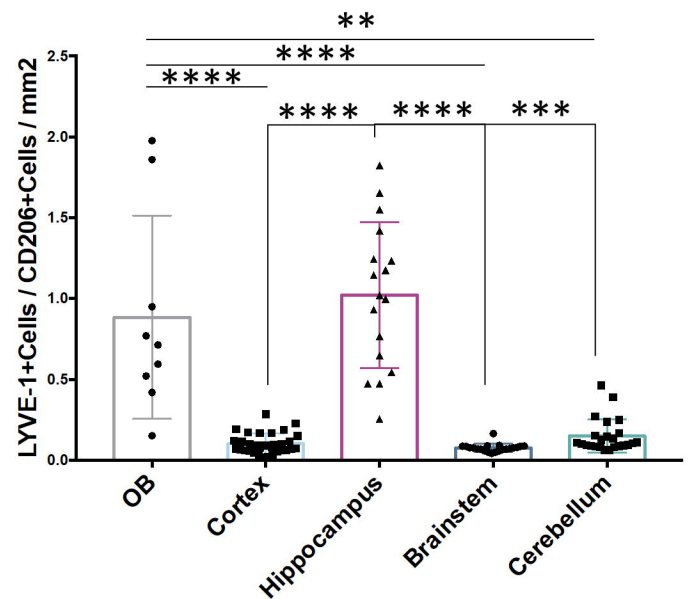 **
****
****
**** **** ***
LYVE-1+Cells / CD206+Cells / mm2
2.5
2.0
1.5
1.0
0.5
0.0
OB
Cortex
Hippocampus
Brainstem
Cerebellum